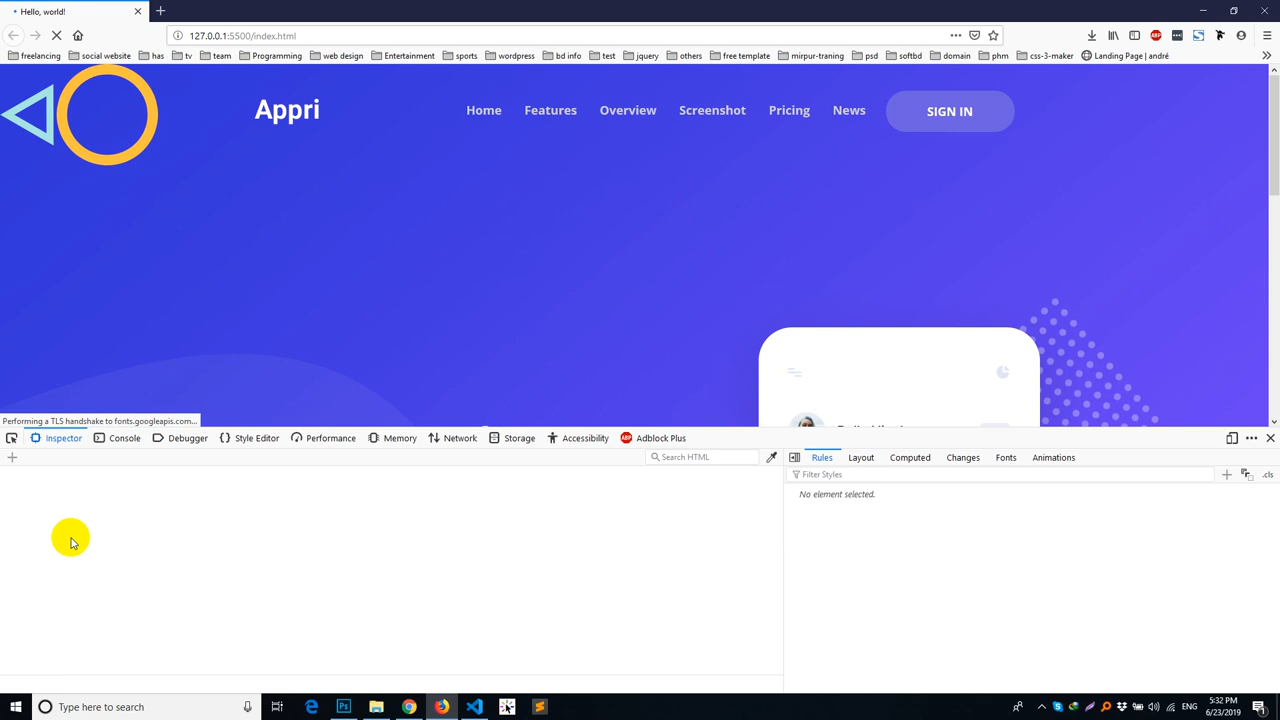 Hello, world!
127.0.0.1:5500/index.html
freelancing social website has tv team Programming web design Entertainment sports wordpress bd info test jquery others free template mirpur-traning psd softbd domain phm css-3-maker Landing Page | andré
Appri Home Features Overview Screenshot Pricing News SIGN IN
Performing a TLS handshake to fonts.googleapis.com...
Inspector Console Debugger Style Editor Performance Memory Network Storage Accessibility Adblock Plus
Search HTML Rules Layout Computed Changes Fonts Animations
Filter Styles .cls
No element selected.
Type here to search ENG 5:32 PM
6/23/2019